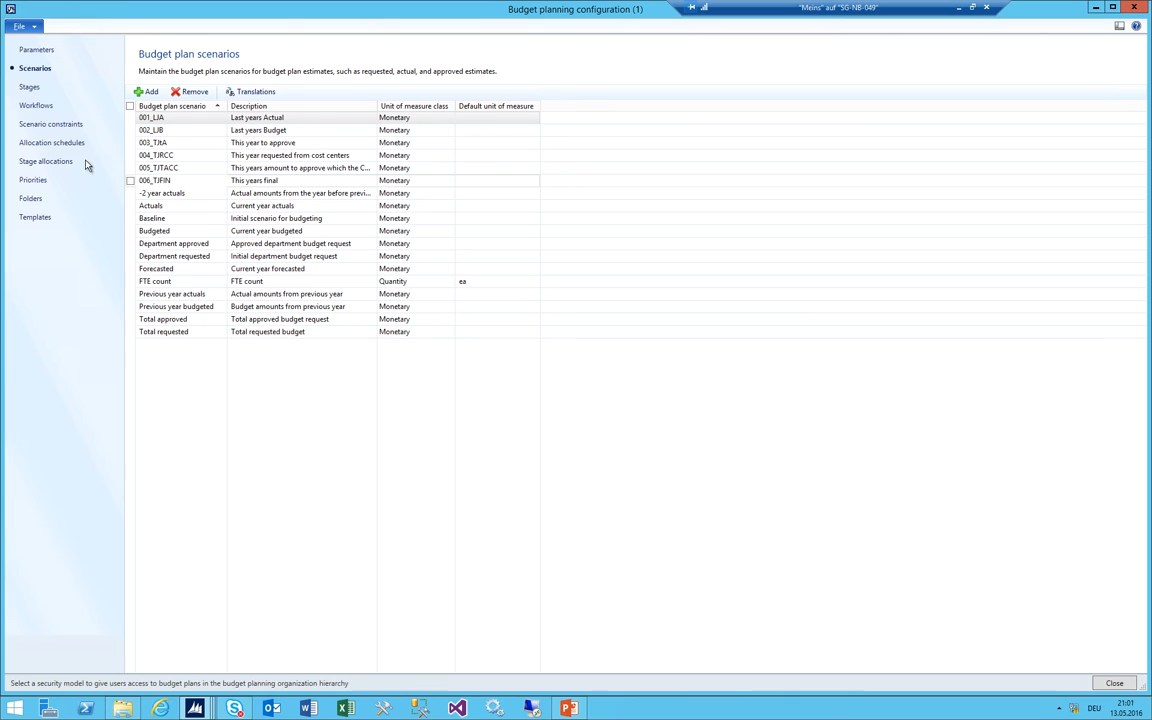 Budget planning configuration (1)
"Meins" auf "SG-NB-049"
File
Parameters
Scenarios
Stages
Workflows
Scenario constraints
Allocation schedules
Stage allocations
Priorities
Folders
Templates
Budget plan scenarios
Maintain the budget plan scenarios for budget plan estimates, such as requested, actual, and approved estimates.
Add Remove Translations
Budget plan scenario Description Unit of measure class Default unit of measure
001_LJA Last years Actual Monetary
002_LJB Last years Budget Monetary
003_TJtA This year to approve Monetary
004_TJRCC This year requested from cost centers Monetary
005_TJTACC This years amount to approve which the C... Monetary
006_TJFIN This years final Monetary
-2 year actuals Actual amounts from the year before previ... Monetary
Actuals Current year actuals Monetary
Baseline Initial scenario for budgeting Monetary
Budgeted Current year budgeted Monetary
Department approved Approved department budget request Monetary
Department requested Initial department budget request Monetary
Forecasted Current year forecasted Monetary
FTE count FTE count Quantity ea
Previous year actuals Actual amounts from previous year Monetary
Previous year budgeted Budget amounts from previous year Monetary
Total approved Total approved budget request Monetary
Total requested Total requested budget Monetary
Select a security model to give users access to budget plans in the budget planning organization hierarchy
Close
DEU
21:01
13.05.2016